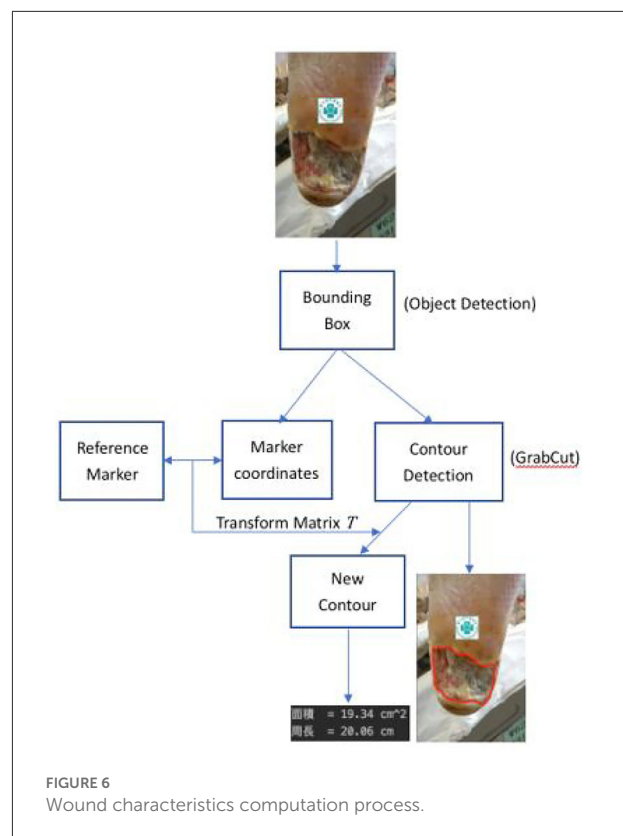 Bounding
Box
(Object Detection)
Reference
Marker
Marker
coordinates
Contour
Detection
(GrabCut)
Transform Matrix T
New
Contour
面積 = 19.34 cm^2
周長 = 20.06 cm
FIGURE 6
Wound characteristics computation process.